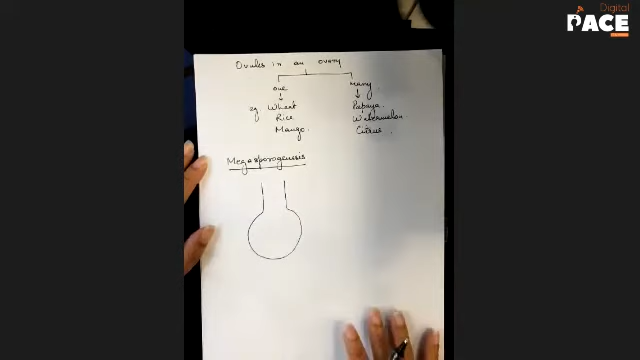 Digital
PACE
Ovules in an ovary
one many
eg Wheat Papaya
Rice Watermelon
Mango. Citrus.
Megasporogenesis